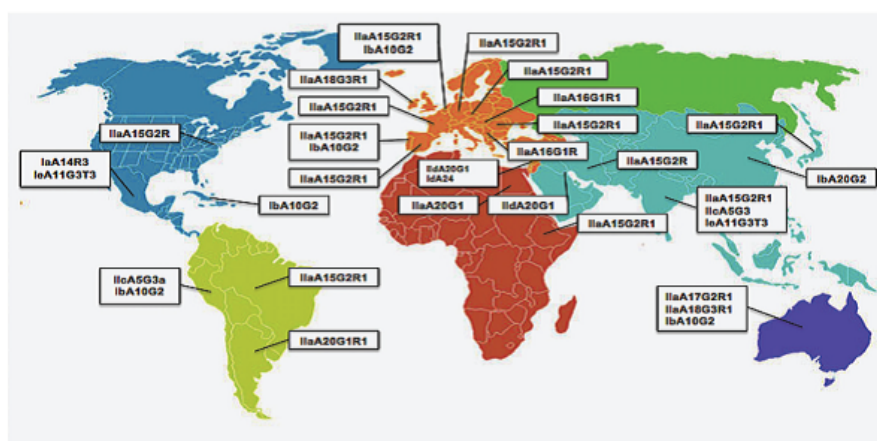 IIaA15G2R1
IbA10G2
IIaA15G2R1
IIaA18G3R1
IIaA15G2R1
IIaA15G2R1
IIaA16G1R1
IIaA15G2R
IIaA15G2R1
IbA10G2
IIaA15G2R1
IIaA15G2R1
IaA14R3
IeA11G3T3
IIaA16G1R
IIaA15G2R1
IIdA20G1
IdA24
IIaA15G2R
IbA20G2
IbA10G2
IIaA20G1
IIdA20G1
IIaA15G2R1
IIcA5G3
IeA11G3T3
IIaA15G2R1
IIcA5G3a
IbA10G2
IIaA15G2R1
IIaA17G2R1
IIaA18G3R1
IbA10G2
IIaA20G1R1